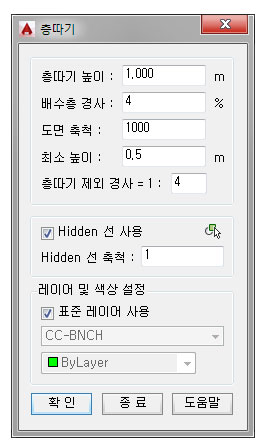 층따기
층따기 높이 : 1,000 m
배수층 경사 : 4 %
도면 축척 : 1000
최소 높이 : 0,5 m
층따기 제외 경사 = 1 : 4
Hidden 선 사용
Hidden 선 축척 : 1
레이어 및 색상 설정
표준 레이어 사용
CC-BNCH
ByLayer
확 인 종 료 도움말